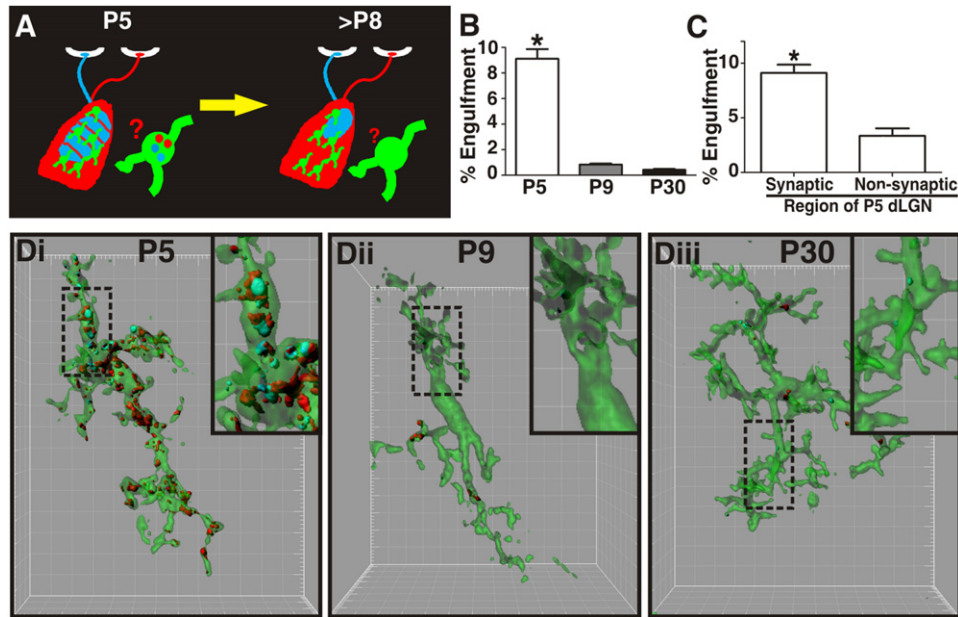 A
P5
>P8
?
?
B
% Engulfment
10
8
6
4
2
0
*
P5
P9
P30
C
% Engulfment
10
5
0
*
Synaptic
Non-synaptic
Region of P5 dLGN
Di
P5
Dii
P9
Diii
P30